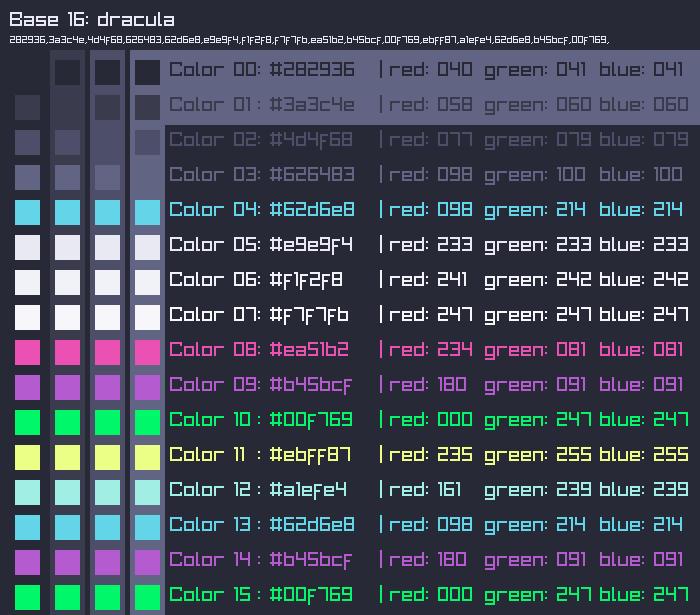 Base 16: dracula
282936,3a3c4e,4d4f68,626483,62d6e8,e9e9f4,f1f2f8,f7f7fb,ea51b2,b45bcf,00f769,ebff87,a1efe4,62d6e8,b45bcf,00f769,
Color 00: #282936 | red: 040 green: 041 blue: 041
Color 01 : #3a3c4e | red: 058 green: 060 blue: 060
Color 02: #4d4f68 | red: 077 green: 079 blue: 079
Color 03: #626483 | red: 098 green: 100 blue: 100
Color 04: #62d6e8 | red: 098 green: 214 blue: 214
Color 05: #e9e9f4 | red: 233 green: 233 blue: 233
Color 06: #f1f2f8 | red: 241 green: 242 blue: 242
Color 07: #f7f7fb | red: 247 green: 247 blue: 247
Color 08: #ea51b2 | red: 234 green: 081 blue: 081
Color 09: #b45bcf | red: 180 green: 091 blue: 091
Color 10 : #00f769 | red: 000 green: 247 blue: 247
Color 11 : #ebff87 | red: 235 green: 255 blue: 255
Color 12 : #a1efe4 | red: 161 green: 239 blue: 239
Color 13 : #62d6e8 | red: 098 green: 214 blue: 214
Color 14 : #b45bcf | red: 180 green: 091 blue: 091
Color 15 : #00f769 | red: 000 green: 247 blue: 247